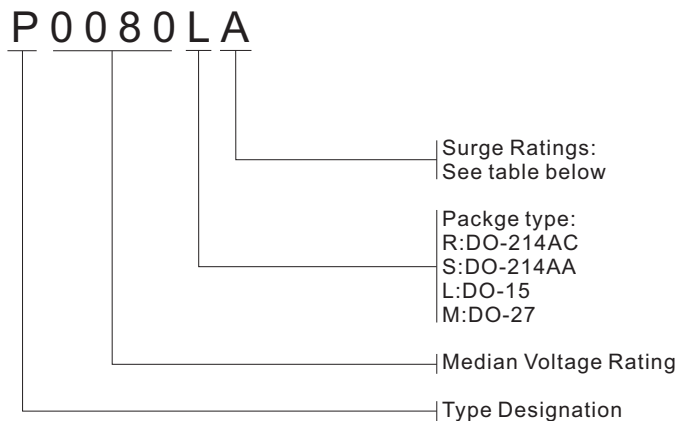 P0080LA
Surge Ratings:
See table below
Packge type:
R:DO-214AC
S:DO-214AA
L:DO-15
M:DO-27
Median Voltage Rating
Type Designation